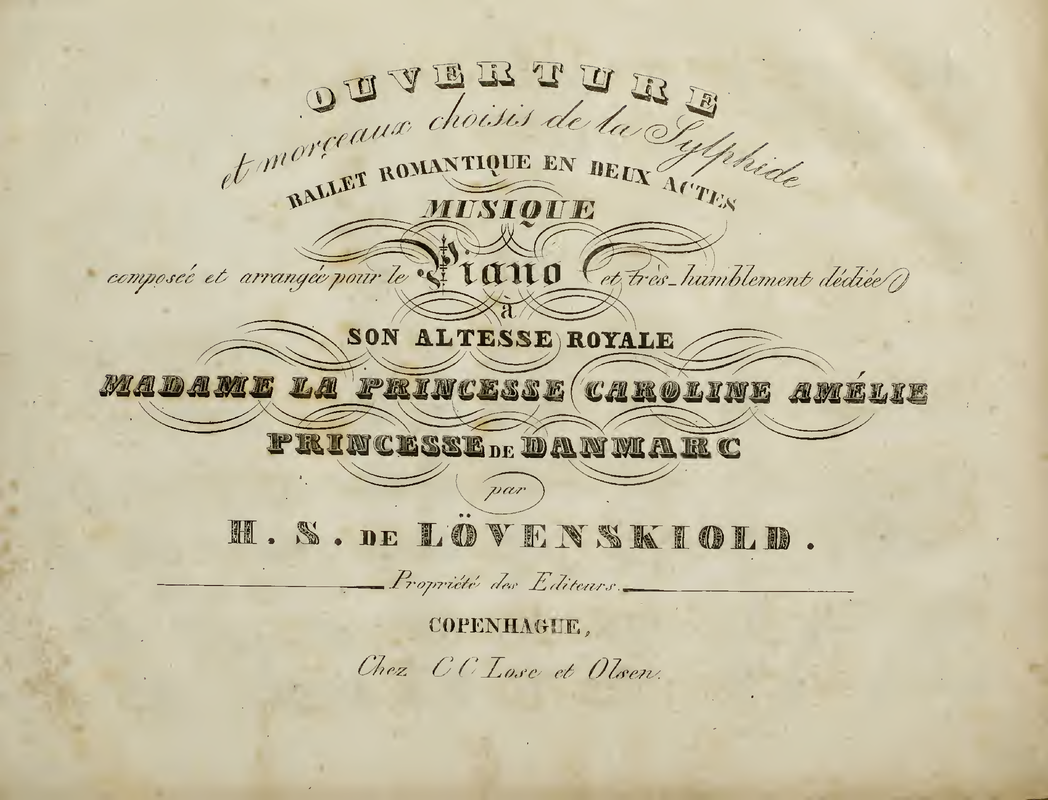 OUVERTURE
et morçeaux choisis de la Sylphide
BALLET ROMANTIQUE EN DEUX ACTES
MUSIQUE
composée et arrangée pour le Piano et très-humblement dédiée
à
SON ALTESSE ROYALE
MADAME LA PRINCESSE CAROLINE AMÉLIE
PRINCESSE DE DANMARC
par
H. S. DE LÖVENSKIOLD.
Propriété des Editeurs.
COPENHAGUE,
Chez C C Lose et Olsen.